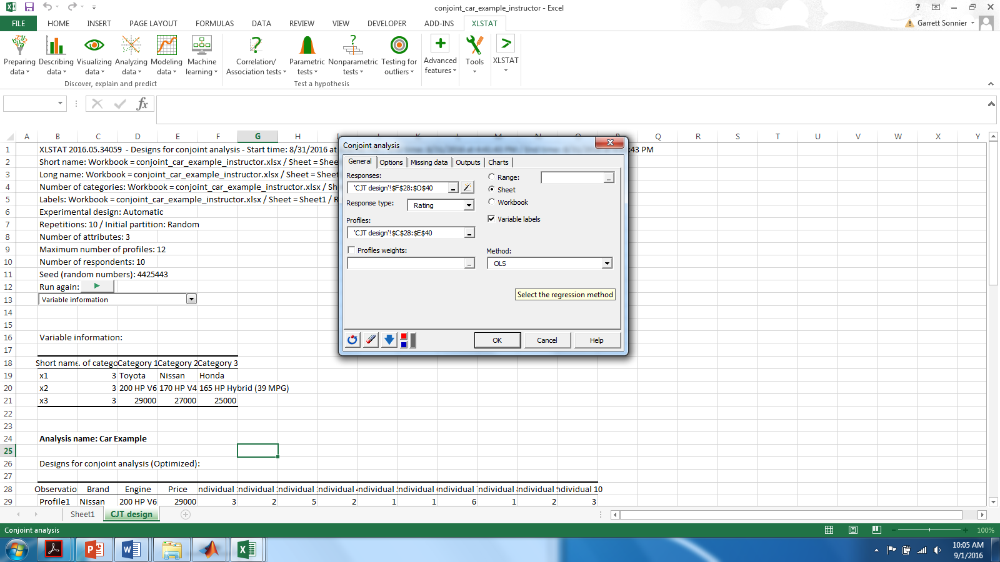 conjoint_car_example_instructor - Excel
FILE HOME INSERT PAGE LAYOUT FORMULAS DATA REVIEW VIEW DEVELOPER ADD-INS XLSTAT
Garrett Sonnier
Preparing data
Describing data
Visualizing data
Analyzing data
Modeling data
Machine learning
Correlation/ Association tests
Parametric tests
Nonparametric tests
Testing for outliers
Advanced features
Tools
XLSTAT
Discover, explain and predict
Test a hypothesis
fx
A B C D E F G H Q R S T U V W X Y
1 XLSTAT 2016.05.34059 - Designs for conjoint analysis - Start time: 8/31/2016 at :43 PM
2 Short name: Workbook = conjoint_car_example_instructor.xlsx / Sheet = Shee
3 Long name: Workbook = conjoint_car_example_instructor.xlsx / Sheet = Sheet
4 Number of categories: Workbook = conjoint_car_example_instructor.xlsx / Sh
5 Labels: Workbook = conjoint_car_example_instructor.xlsx / Sheet = Sheet1 / R
6 Experimental design: Automatic
7 Repetitions: 10 / Initial partition: Random
8 Number of attributes: 3
9 Maximum number of profiles: 12
10 Number of respondents: 10
11 Seed (random numbers): 4425443
12 Run again:
13 Variable information
14
15
16 Variable information:
17
18 Short name . of catego Category 1 Category 2 Category 3
19 x1 3 Toyota Nissan Honda
20 x2 3 200 HP V6 170 HP V4 165 HP Hybrid (39 MPG)
21 x3 3 29000 27000 25000
22
23
24 Analysis name: Car Example
25
26 Designs for conjoint analysis (Optimized):
27
28 Observatio Brand Engine Price ndividual ndividual ndividual ndividual ndividual ndividual ndividual ndividual ndividual ndividual 10
29 Profile1 Nissan 200 HP V6 29000 3 2 5 2 1 1 6 1 2 3
Conjoint analysis
General Options Missing data Outputs Charts
Responses:
'CJT design'!$F$28:$O$40
Response type: Rating
Profiles:
'CJT design'!$C$28:$E$40
Profiles weights:
Range:
Sheet
Workbook
Variable labels
Method:
OLS
Select the regression method
OK Cancel Help
Sheet1 CJT design
Conjoint analysis
100%
10:05 AM
9/1/2016